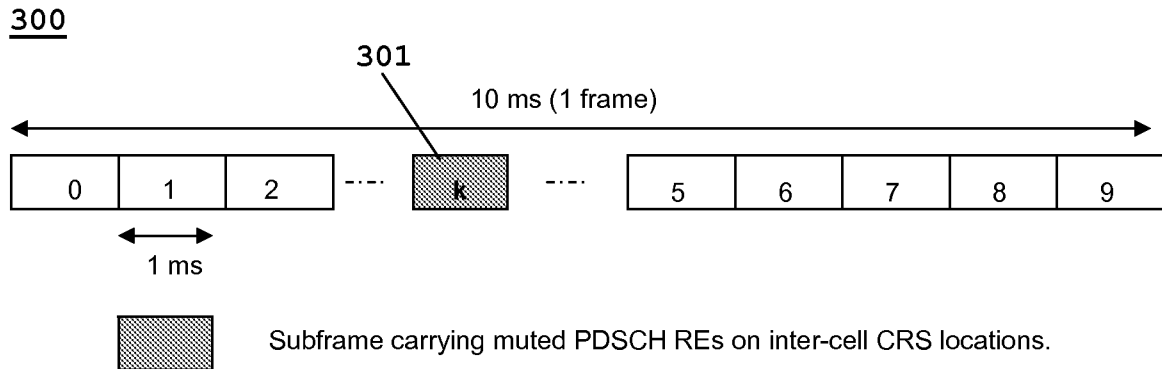 300
301
10 ms (1 frame)
0 1 2 k 5 6 7 8 9
1 ms
Subframe carrying muted PDSCH REs on inter-cell CRS locations.